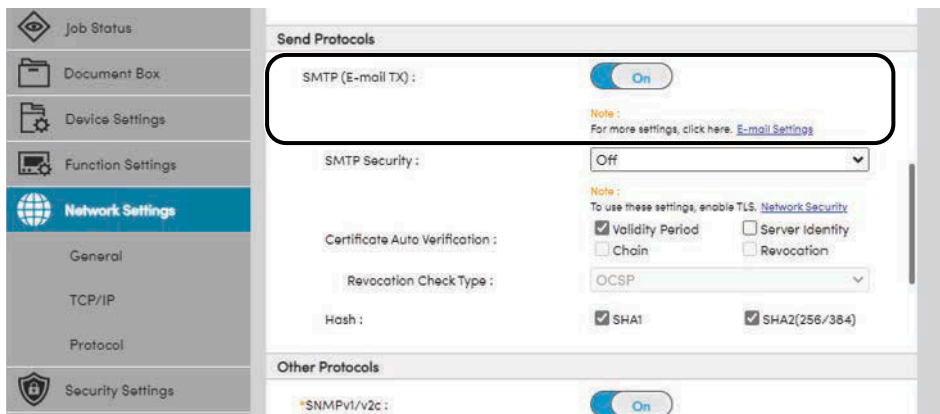 Job Status
Document Box
Device Settings
Function Settings
Network Settings
General
TCP/IP
Protocol
Security Settings
Send Protocols
SMTP (E-mail TX) :
On
Note :
For more settings, click here. E-mail Settings
SMTP Security :
Off
Note :
To use these settings, enable TLS. Network Security
Certificate Auto Verification :
Validity Period
Server Identity
Chain
Revocation
Revocation Check Type :
OCSP
Hash :
SHA1
SHA2(256/384)
Other Protocols
*SNMPv1/v2c :
On